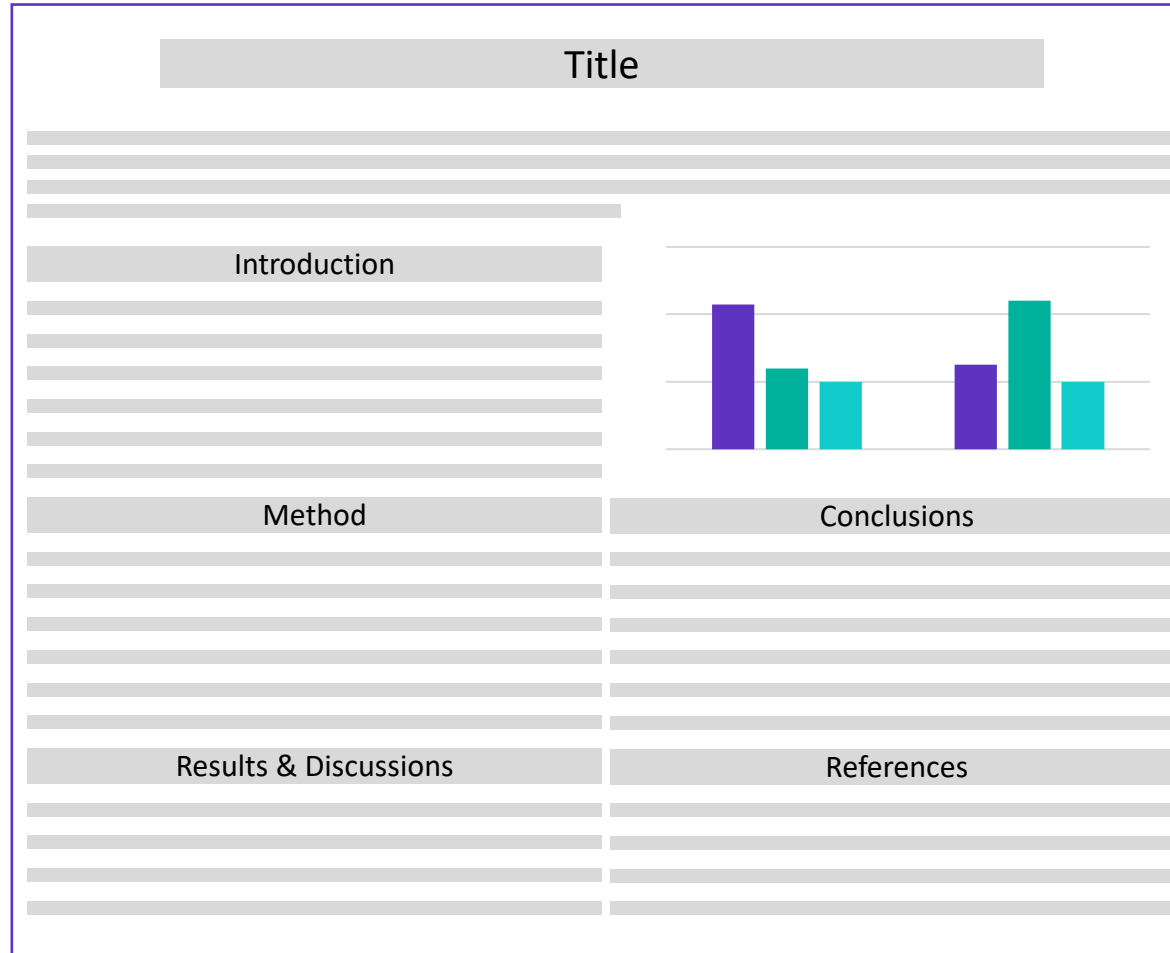 Title
Introduction
Method
Results & Discussions
Conclusions
References